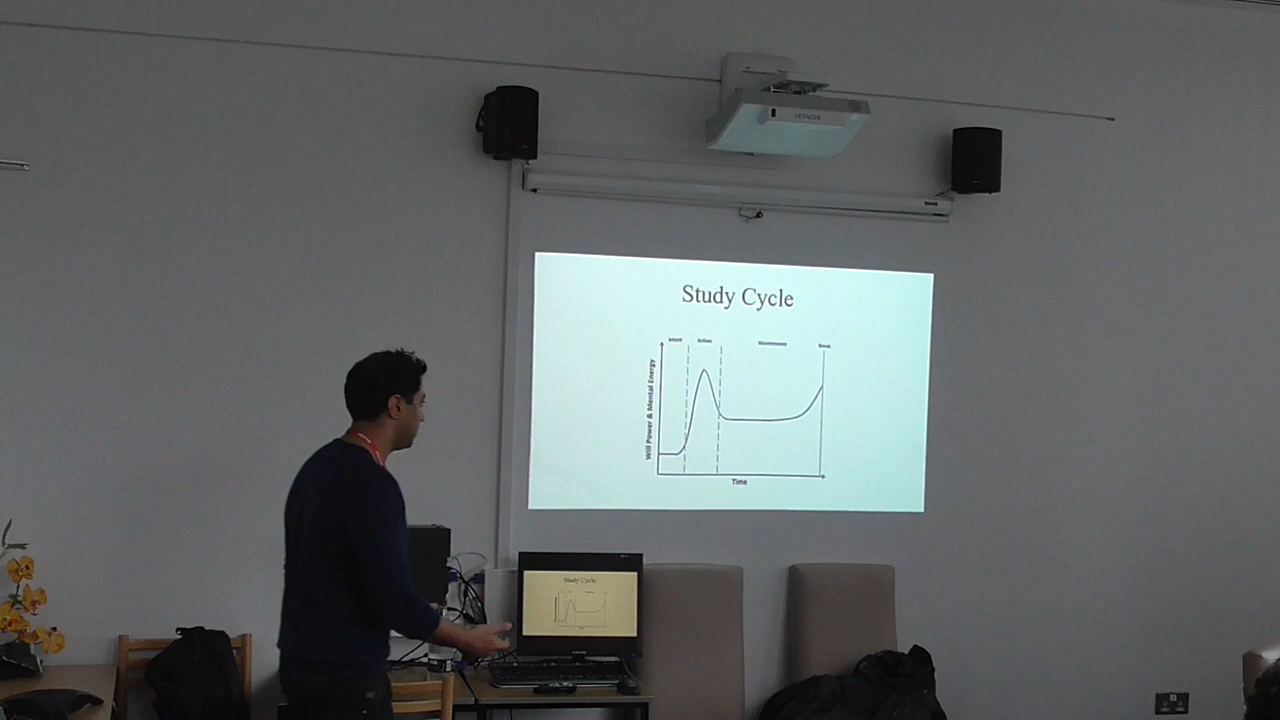 HITACHI
Study Cycle
Intent Action Maintenance Break
Will Power & Mental Energy
Time
Study Cycle